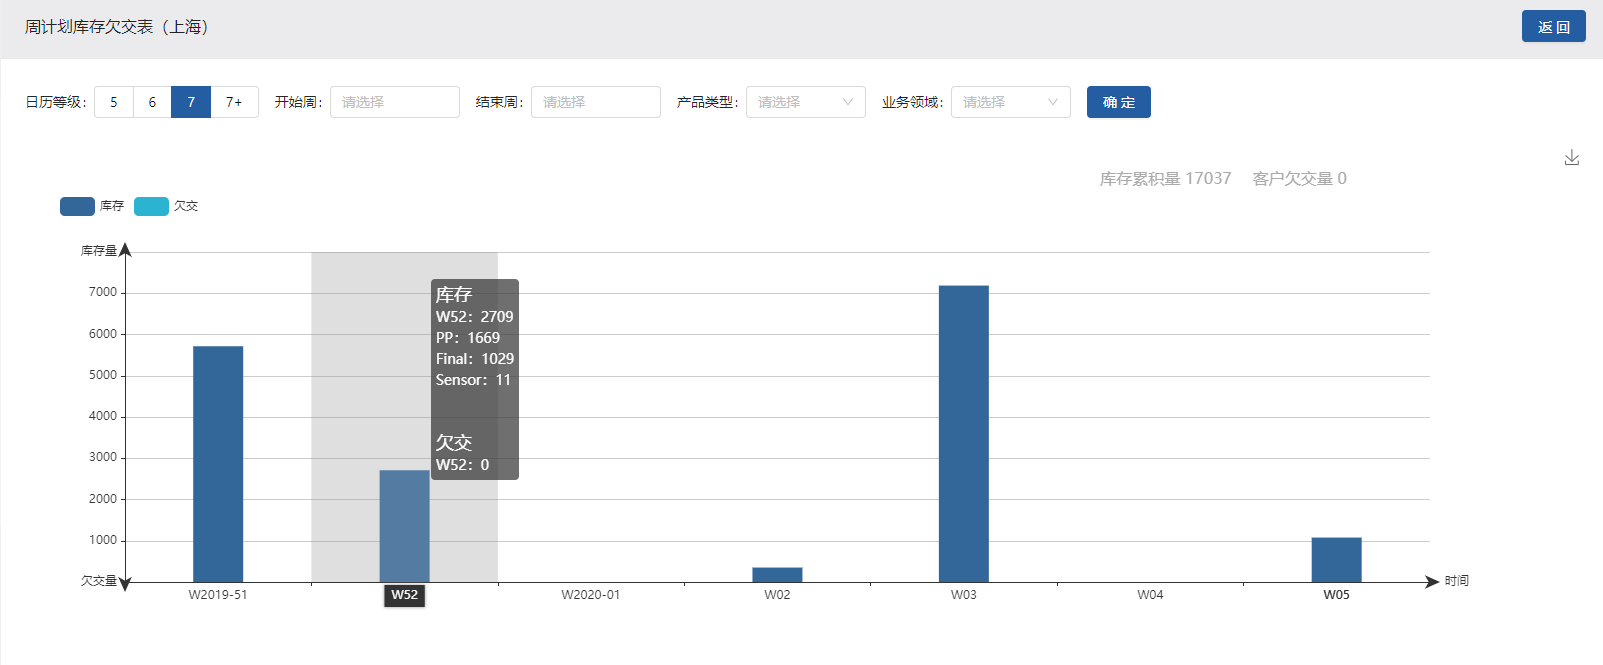 周计划库存欠交表（上海）
返 回
日历等级： 5 6 7 7+ 开始周： 请选择 结束周： 请选择 产品类型： 请选择 业务领域： 请选择 确 定
库存累积量 17037 客户欠交量 0
库存 欠交
库存量
7000
6000
5000
4000
3000
2000
1000
欠交量
库存
W52：2709
PP：1669
Final：1029
Sensor：11
欠交
W52：0
时间
W2019-51 W52 W2020-01 W02 W03 W04 W05